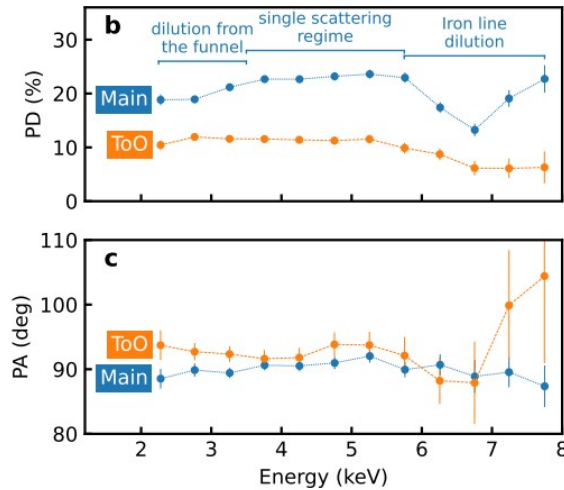 b
dilution from
the funnel
single scattering
regime
Iron line
dilution
30
20
10
0
PD (%)
Main
ToO
c
110
100
90
80
PA (deg)
ToO
Main
2 3 4 5 6 7 8
Energy (keV)